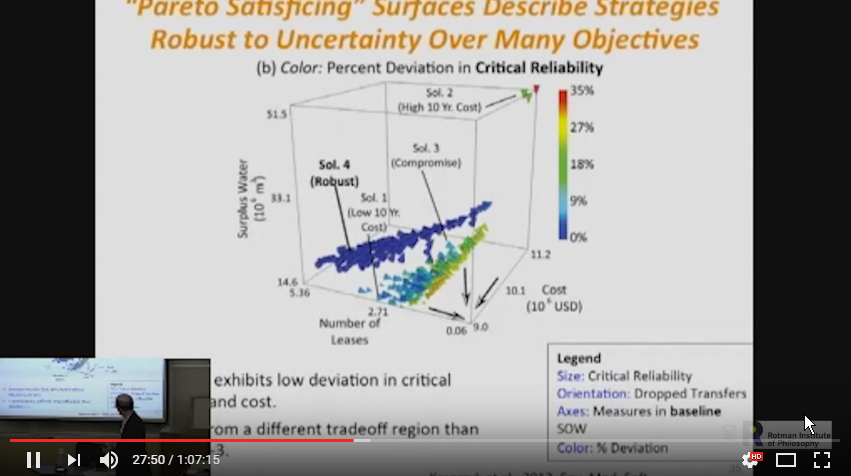 "Pareto Satisficing" Surfaces Describe Strategies
Robust to Uncertainty Over Many Objectives
(b) Color: Percent Deviation in Critical Reliability
Sol. 2
(High 10 Yr. Cost)
35%
27%
18%
9%
0%
51.5
33.1
14.6
Surplus Water
(10⁶ m³)
Sol. 3
(Compromise)
Sol. 4
(Robust)
Sol. 1
(Low 10 Yr.
Cost)
5.36
2.71
0.06
Number of
Leases
9.0
10.1
11.2
Cost
(10⁶ USD)
Legend
Size: Critical Reliability
Orientation: Dropped Transfers
Axes: Measures in baseline
SOW
Color: % Deviation
exhibits low deviation in critical
and cost.
rom a different tradeoff region than
3.
Rotman Institute
of Philosophy
27:50 / 1:07:15
HD